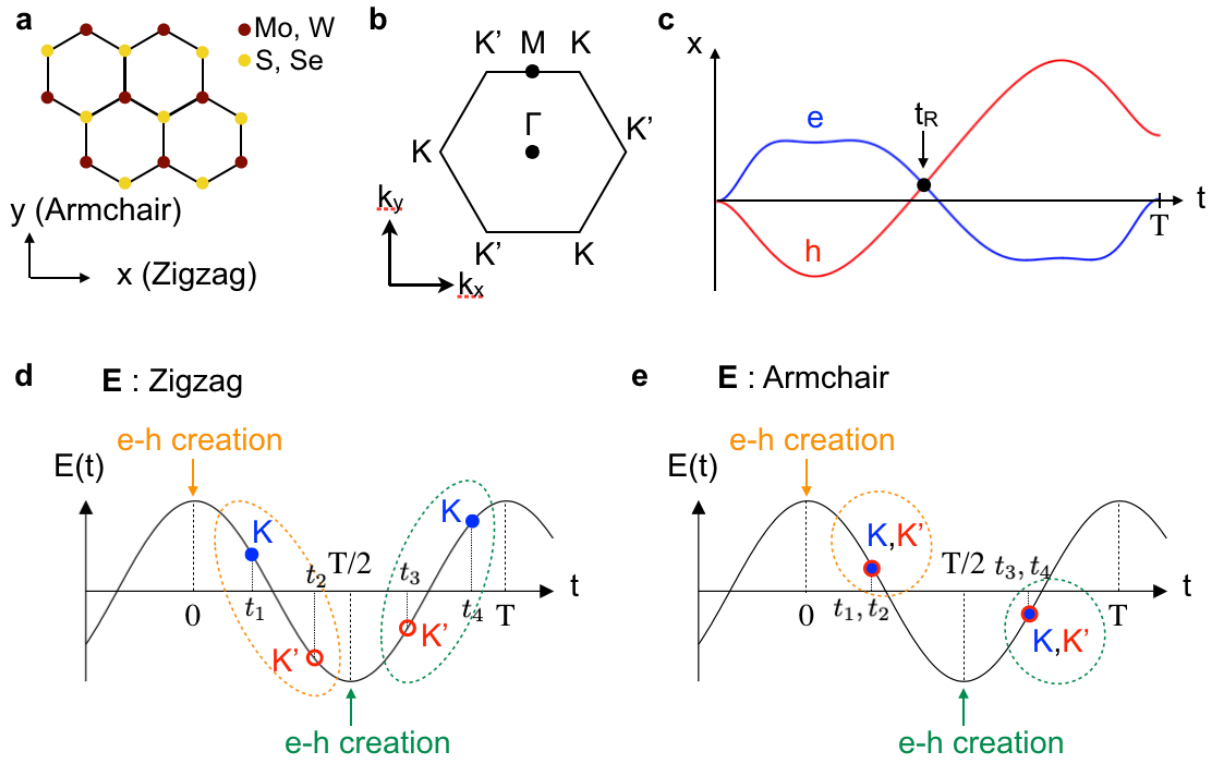 a
Mo, W
S, Se
y (Armchair)
x (Zigzag)
b
K’ M K
Γ
K K’
K’ K
ky
kx
c
x
e
tR
h
T
t
d E : Zigzag
e-h creation
E(t)
K
t2 T/2
t3
K
t
0 t1 t4 T
K’ K’
e-h creation
e E : Armchair
e-h creation
E(t)
K,K’
T/2 t3, t4
t
0 t1, t2 T
K,K’
e-h creation